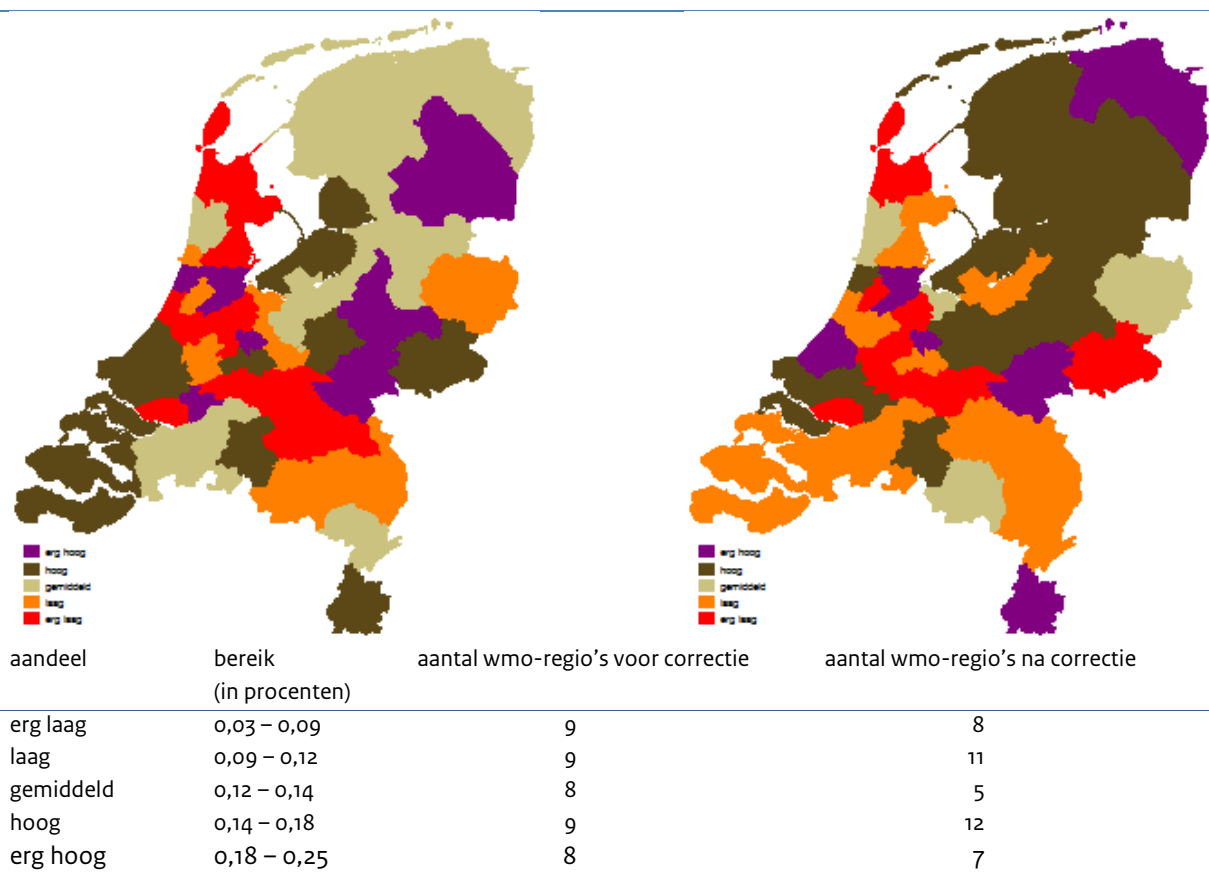 erg hoog
hoog
gemiddeld
laag
erg laag
erg hoog
hoog
gemiddeld
laag
erg laag
aandeel bereik aantal wmo-regio's voor correctie aantal wmo-regio's na correctie
(in procenten)
erg laag 0,03 – 0,09 9 8
laag 0,09 – 0,12 9 11
gemiddeld 0,12 – 0,14 8 5
hoog 0,14 – 0,18 9 12
erg hoog 0,18 – 0,25 8 7